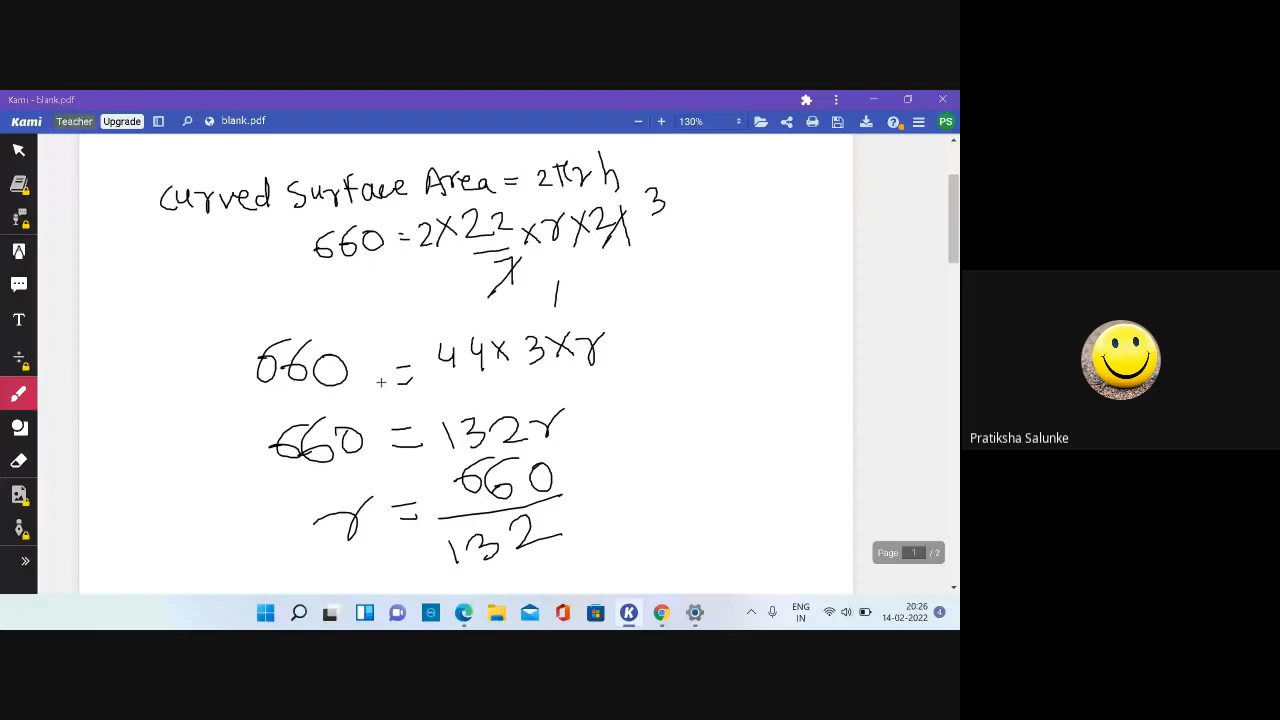 Kami - blank.pdf
Kami Teacher Upgrade blank.pdf 130% PS
Curved Surface Area = 2πrh
660 = 2 × 22 × r × 21 3
7
1
660 = 44 × 3 × r
660 = 132r
r = 660
132
Pratiksha Salunke
Page 1 / 2
ENG
IN
20:26
14-02-2022
4